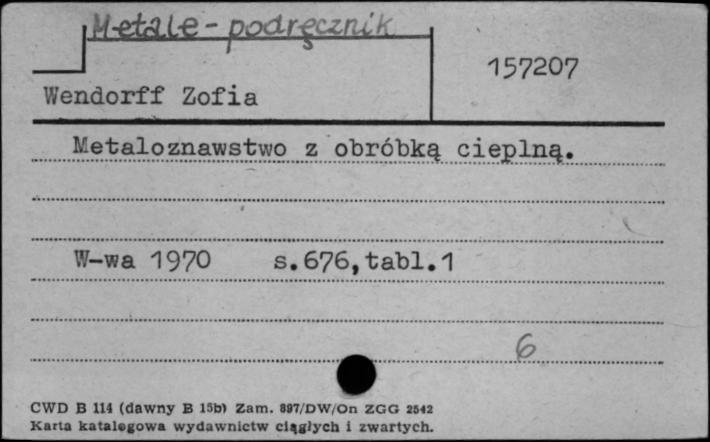 Metale - podręcznik
157207
Wendorff Zofia
Metaloznawstwo z obróbką cieplną.
W-wa 1970 s.676,tabl.1
6
CWD B 114 (dawny B 15b) Zam. 897/DW/On ZGG 2542
Karta katalogowa wydawnictw ciągłych i zwartych.